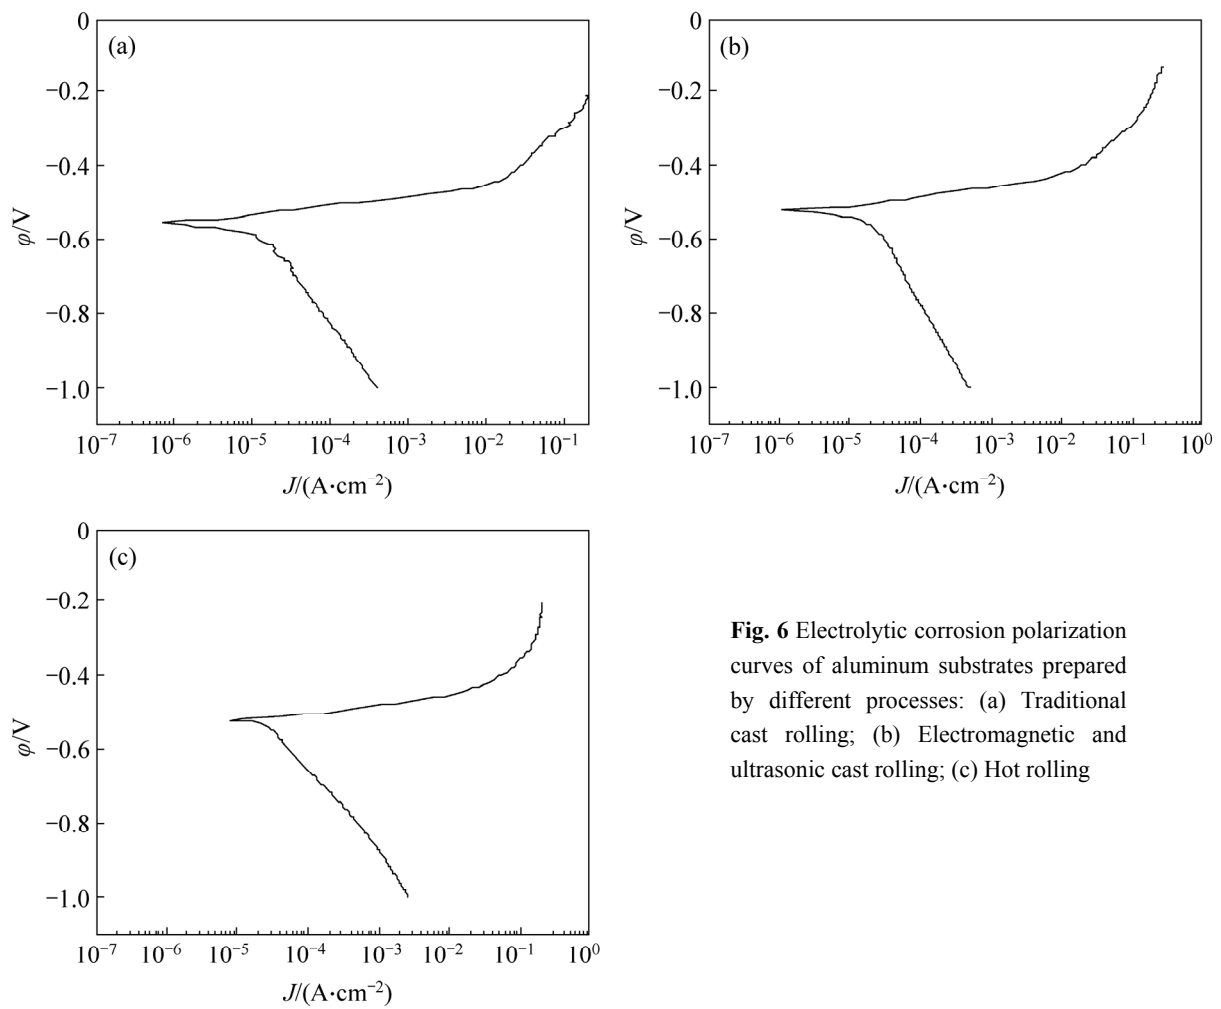 0
(a)
−0.2
−0.4
−0.6
−0.8
−1.0
φ/V
10⁻⁷ 10⁻⁶ 10⁻⁵ 10⁻⁴ 10⁻³ 10⁻² 10⁻¹
J/(A·cm⁻²)
0
(b)
−0.2
−0.4
−0.6
−0.8
−1.0
φ/V
10⁻⁷ 10⁻⁶ 10⁻⁵ 10⁻⁴ 10⁻³ 10⁻² 10⁻¹ 10⁰
J/(A·cm⁻²)
0
(c)
−0.2
−0.4
−0.6
−0.8
−1.0
φ/V
10⁻⁷ 10⁻⁶ 10⁻⁵ 10⁻⁴ 10⁻³ 10⁻² 10⁻¹ 10⁰
J/(A·cm⁻²)
Fig. 6 Electrolytic corrosion polarization
curves of aluminum substrates prepared
by different processes: (a) Traditional
cast rolling; (b) Electromagnetic and
ultrasonic cast rolling; (c) Hot rolling